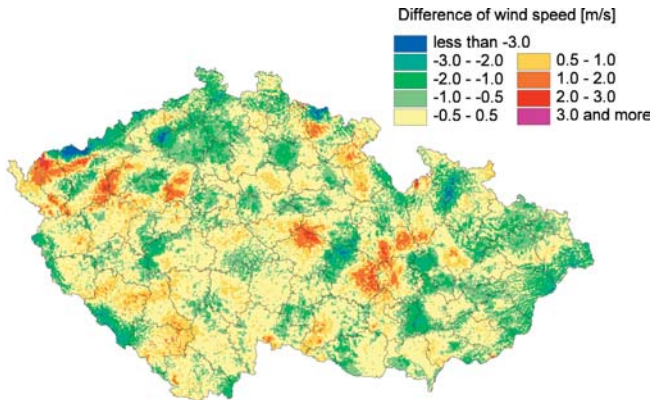 Difference of wind speed [m/s]
less than -3.0
-3.0 - -2.0
0.5 - 1.0
-2.0 - -1.0
1.0 - 2.0
-1.0 - -0.5
2.0 - 3.0
-0.5 - 0.5
3.0 and more